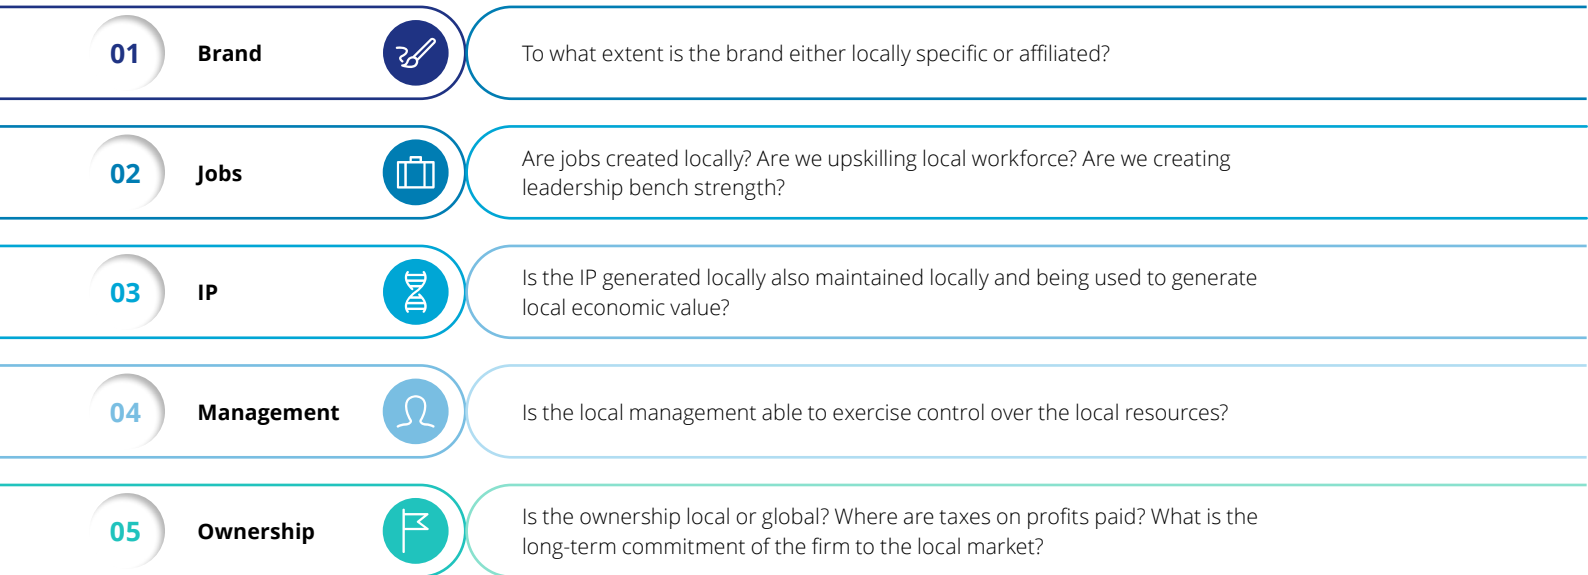 01 Brand To what extent is the brand either locally specific or affiliated?
02 Jobs Are jobs created locally? Are we upskilling local workforce? Are we creating
leadership bench strength?
03 IP Is the IP generated locally also maintained locally and being used to generate
local economic value?
04 Management Is the local management able to exercise control over the local resources?
05 Ownership Is the ownership local or global? Where are taxes on profits paid? What is the
long-term commitment of the firm to the local market?